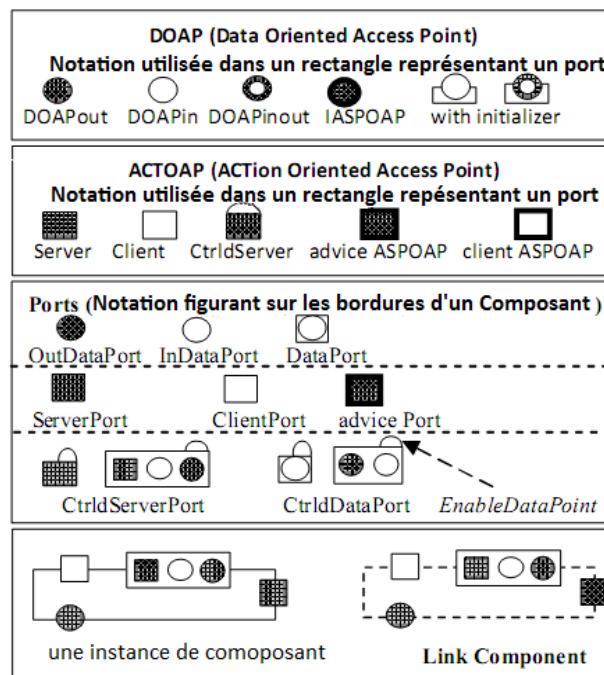 DOAP (Data Oriented Access Point)
Notation utilisée dans un rectangle représentant un port
DOAPout DOAPin DOAPinout IASPOAP with initializer
ACTOAP (ACTion Oriented Access Point)
Notation utilisée dans un rectangle repésentant un port
Server Client CtrldServer advice ASPOAP client ASPOAP
Ports (Notation figurant sur les bordures d'un Composant)
OutDataPort InDataPort DataPort
ServerPort ClientPort advice Port
CtrldServerPort CtrldDataPort EnableDataPoint
une instance de comoposant Link Component